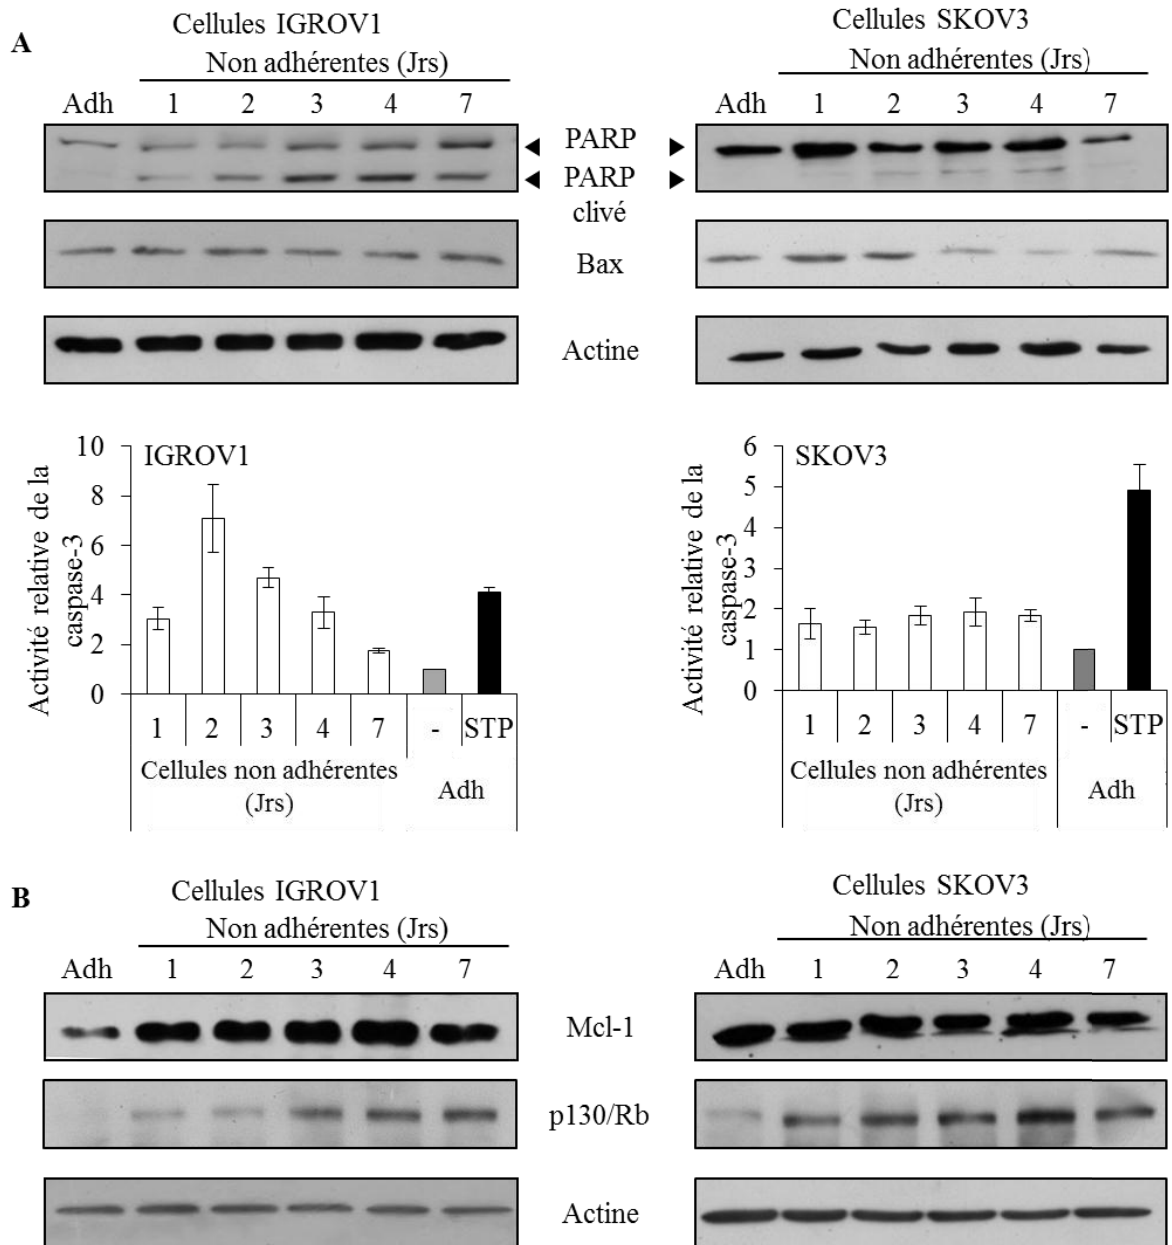 A
Cellules IGROV1
Non adhérentes (Jrs)
Adh 1 2 3 4 7
Cellules SKOV3
Non adhérentes (Jrs)
Adh 1 2 3 4 7
PARP
PARP
clivé
Bax
Actine
Activité relative de la
caspase-3
10
8
6
4
2
0
IGROV1
1 2 3 4 7 - STP
Cellules non adhérentes
(Jrs)
Adh
Activité relative de la
caspase-3
6
5
4
3
2
1
0
SKOV3
1 2 3 4 7 - STP
Cellules non adhérentes
(Jrs)
Adh
B
Cellules IGROV1
Non adhérentes (Jrs)
Adh 1 2 3 4 7
Cellules SKOV3
Non adhérentes (Jrs)
Adh 1 2 3 4 7
Mcl-1
p130/Rb
Actine